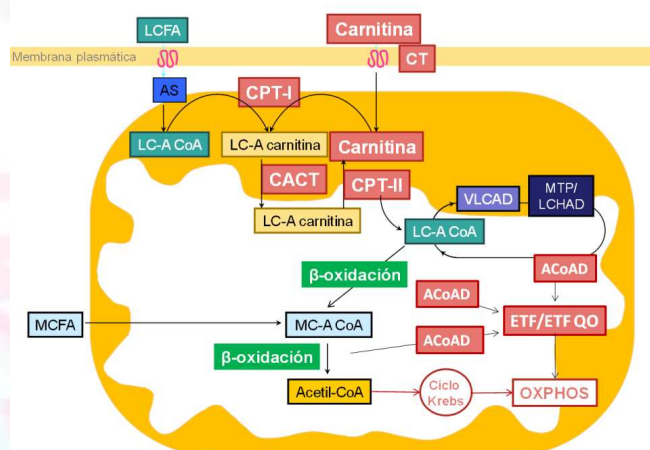 LCFA
Carnitina
Membrana plasmática
CT
AS
CPT-I
LC-A CoA
LC-A carnitina
Carnitina
CACT
CPT-II
LC-A carnitina
VLCAD
MTP/
LCHAD
LC-A CoA
β-oxidación
ACoAD
ACoAD
MCFA
MC-A CoA
ETF/ETF QO
β-oxidación
ACoAD
Acetil-CoA
Ciclo
Krebs
OXPHOS